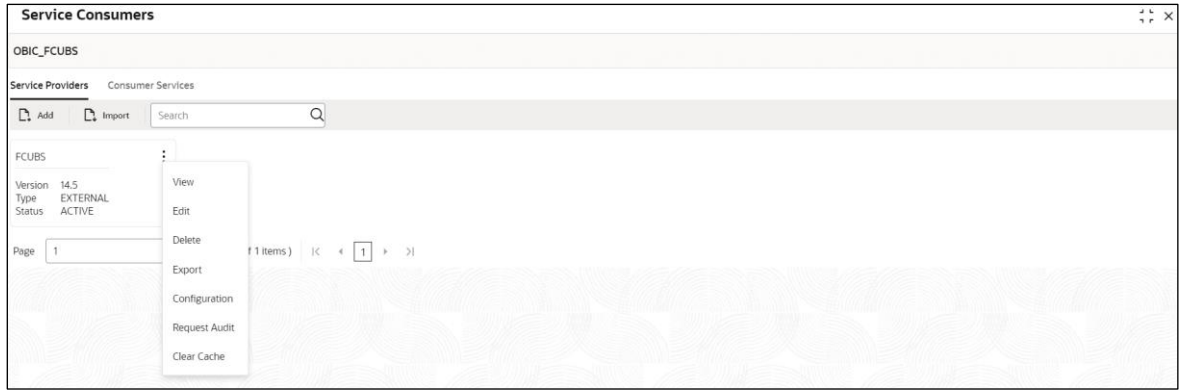 Service Consumers
OBIC_FCUBS
Service Providers Consumer Services
Add Import Search
FCUBS
Version 14.5
Type EXTERNAL
Status ACTIVE
View
Edit
Delete
Export
Configuration
Request Audit
Clear Cache
Page 1 f 1 items ) 1